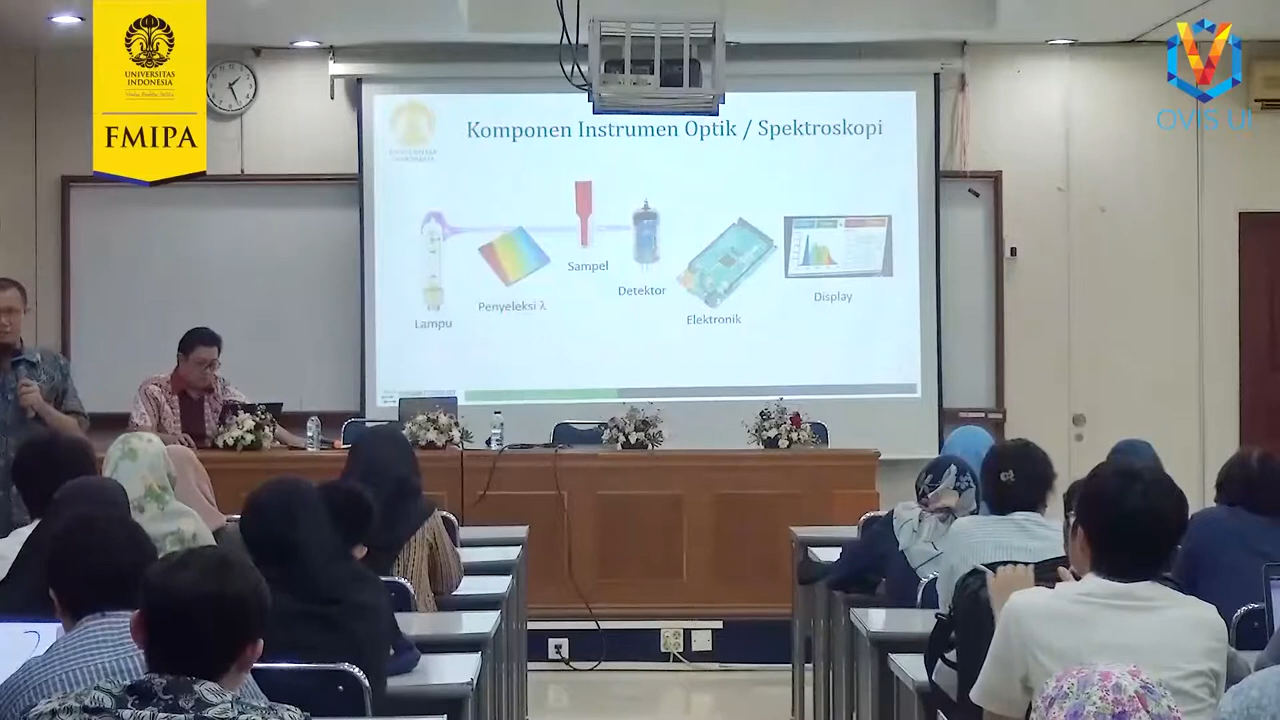 UNIVERSITAS
INDONESIA
FMIPA
OVIS UI
Komponen Instrumen Optik / Spektroskopi
Lampu
Penyeleksi λ
Sampel
Detektor
Elektronik
Display